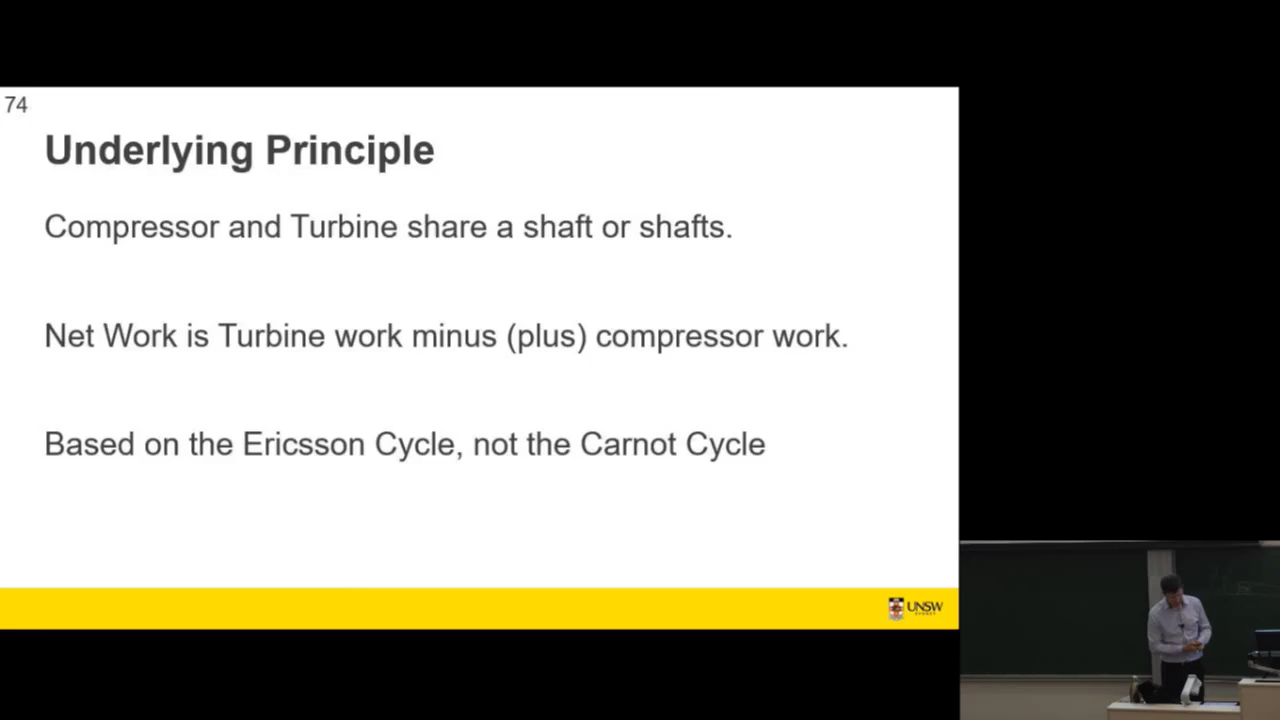 74
Underlying Principle
Compressor and Turbine share a shaft or shafts.
Net Work is Turbine work minus (plus) compressor work.
Based on the Ericsson Cycle, not the Carnot Cycle
UNSW
SYDNEY